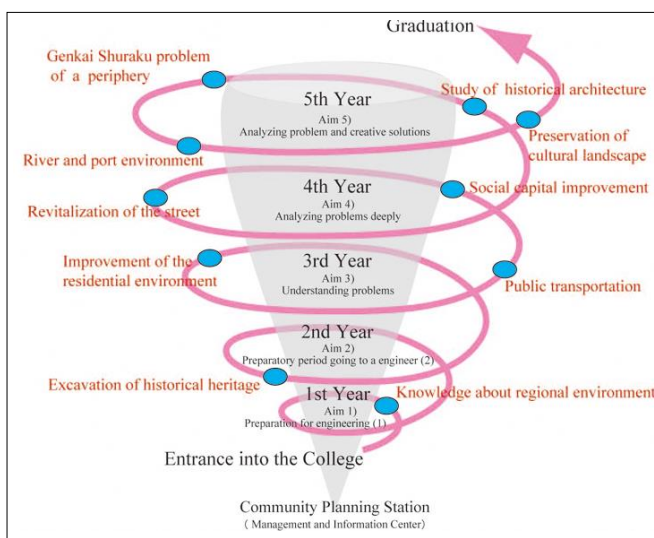 Graduation
Genkai Shuraku problem
of a periphery
Study of historical architecture
5th Year
Aim 5)
Analyzing problem and creative solutions
Preservation of
cultural landscape
River and port environment
4th Year
Social capital improvement
Aim 4)
Analyzing problems deeply
Revitalization of the street
Improvement of the
residential environment
3rd Year
Aim 3)
Understanding problems
Public transportation
2nd Year
Aim 2)
Preparatory period going to a engineer (2)
Excavation of historical heritage
1st Year
Knowledge about regional environment
Aim 1)
Preparation for engineering (1)
Entrance into the College
Community Planning Station
( Management and Information Center)